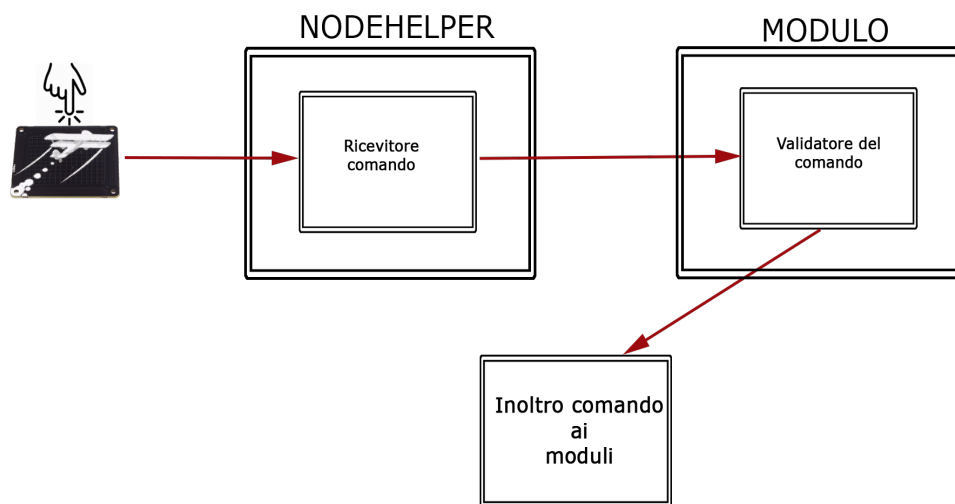 NODEHELPER
MODULO
Ricevitore
comando
Validatore del
comando
Inoltro comando
ai
moduli